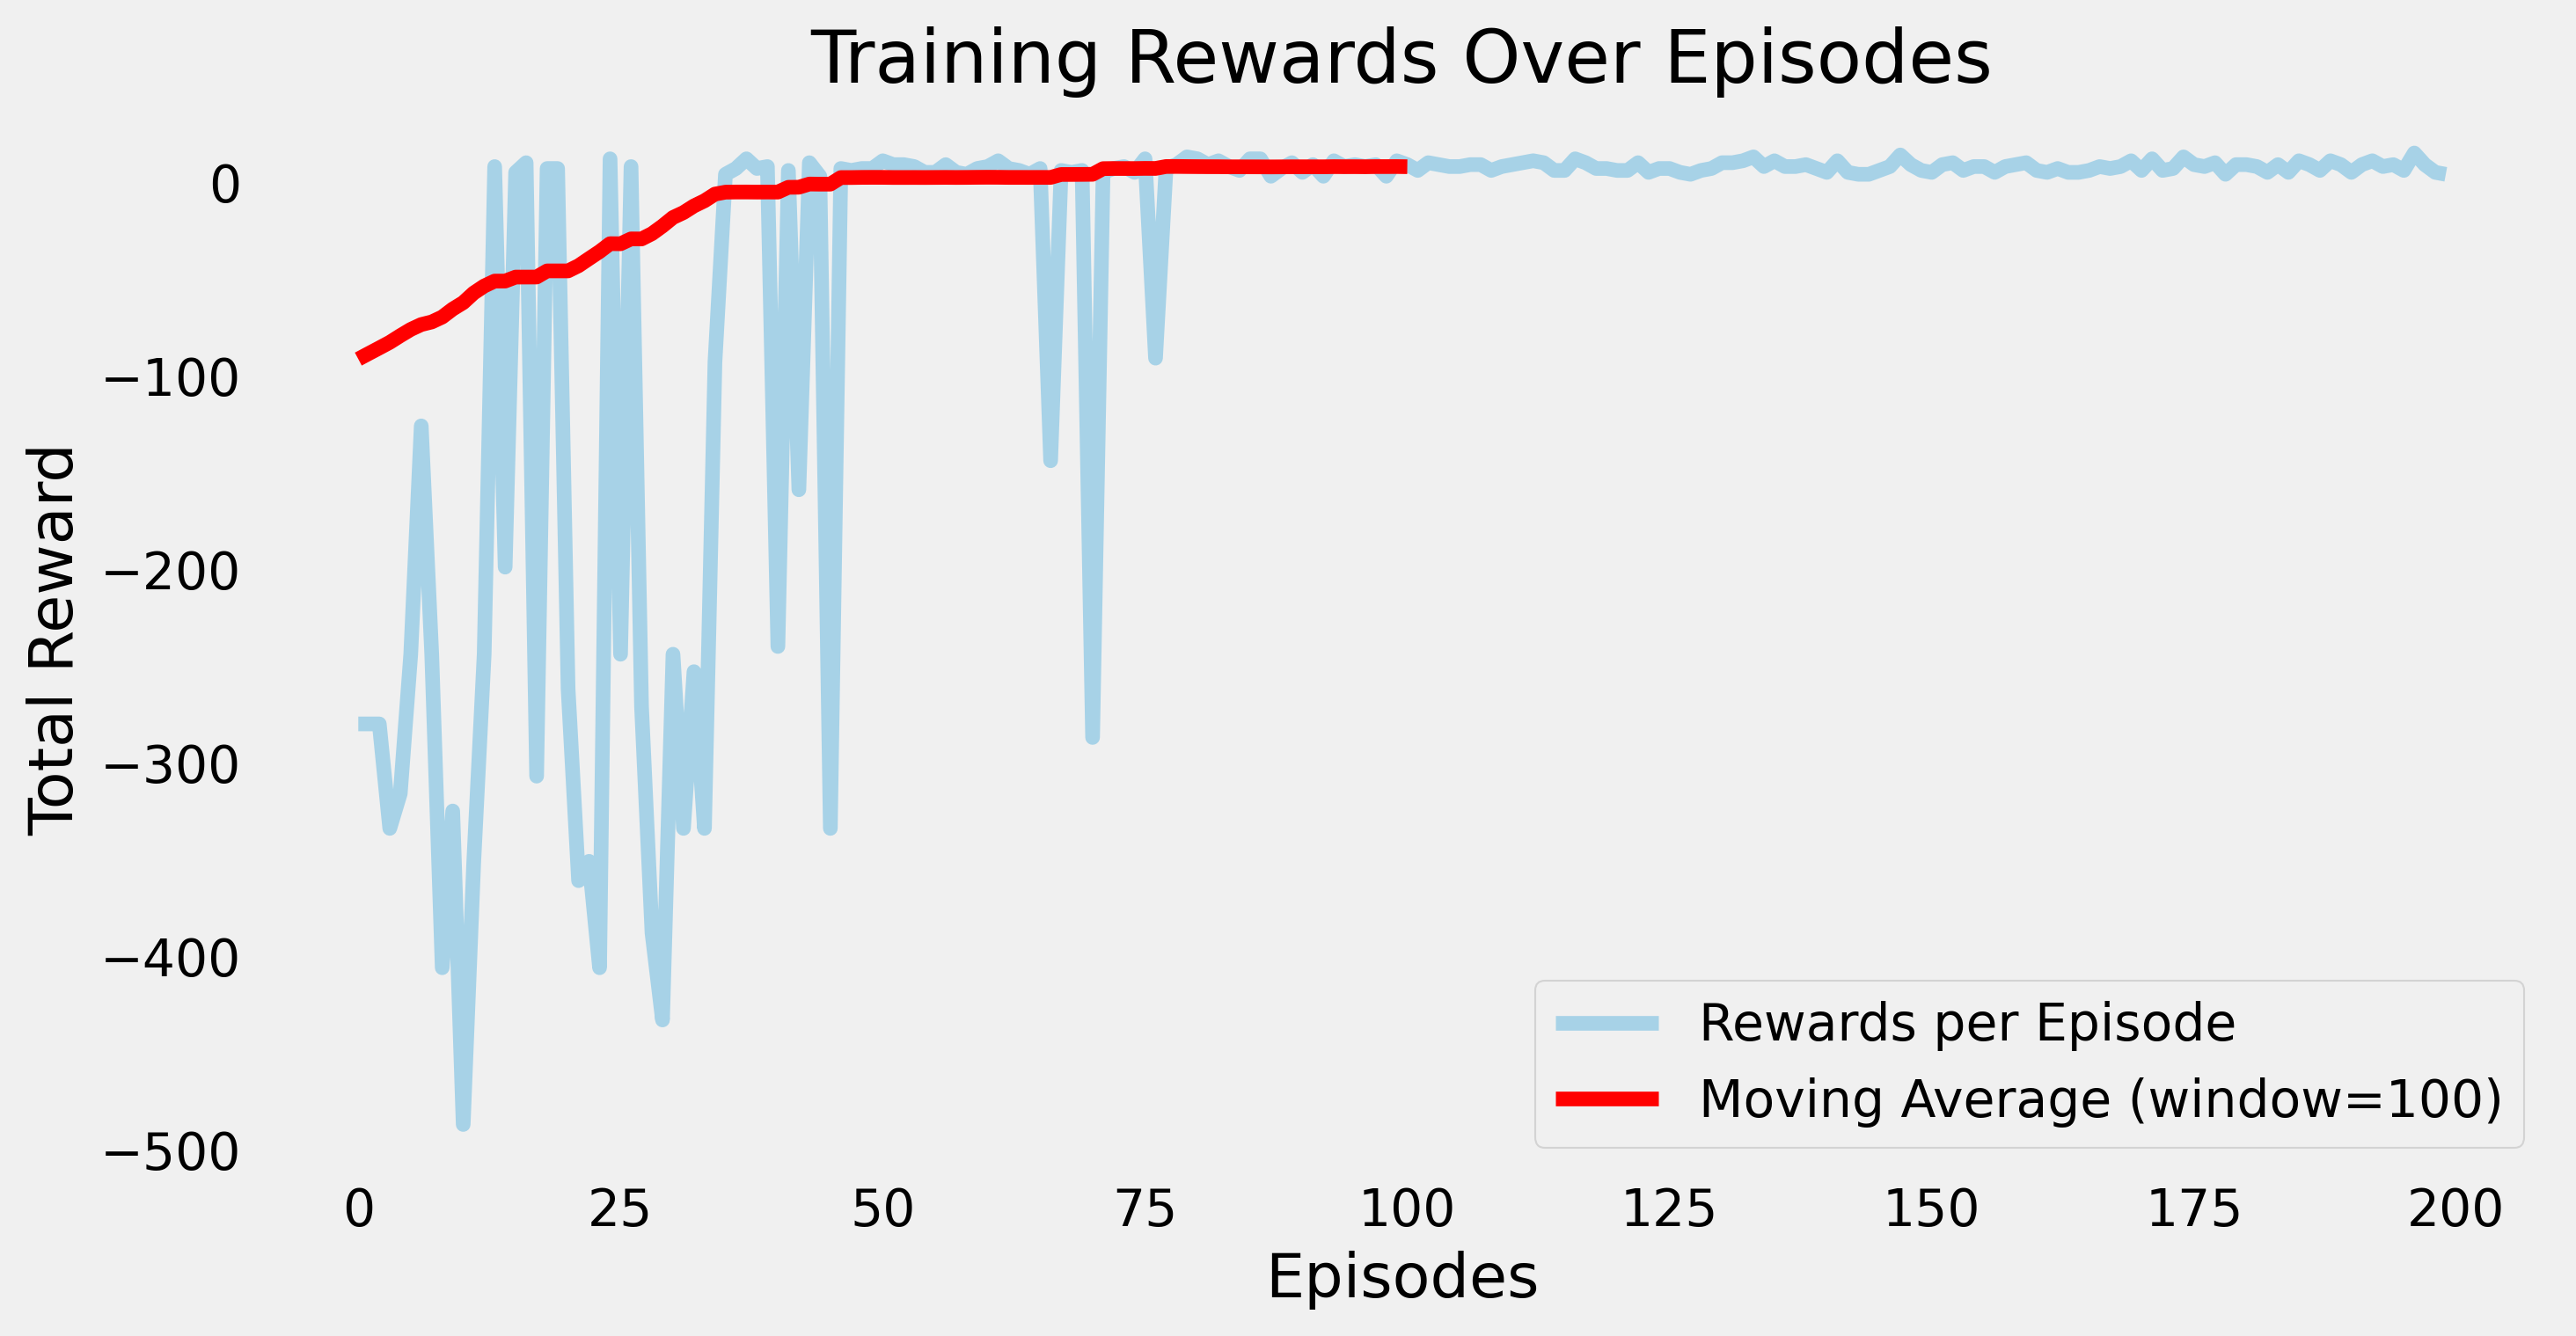 Training Rewards Over Episodes
Total Reward
0
−100
−200
−300
−400
−500
0 25 50 75 100 125 150 175 200
Episodes
Rewards per Episode
Moving Average (window=100)